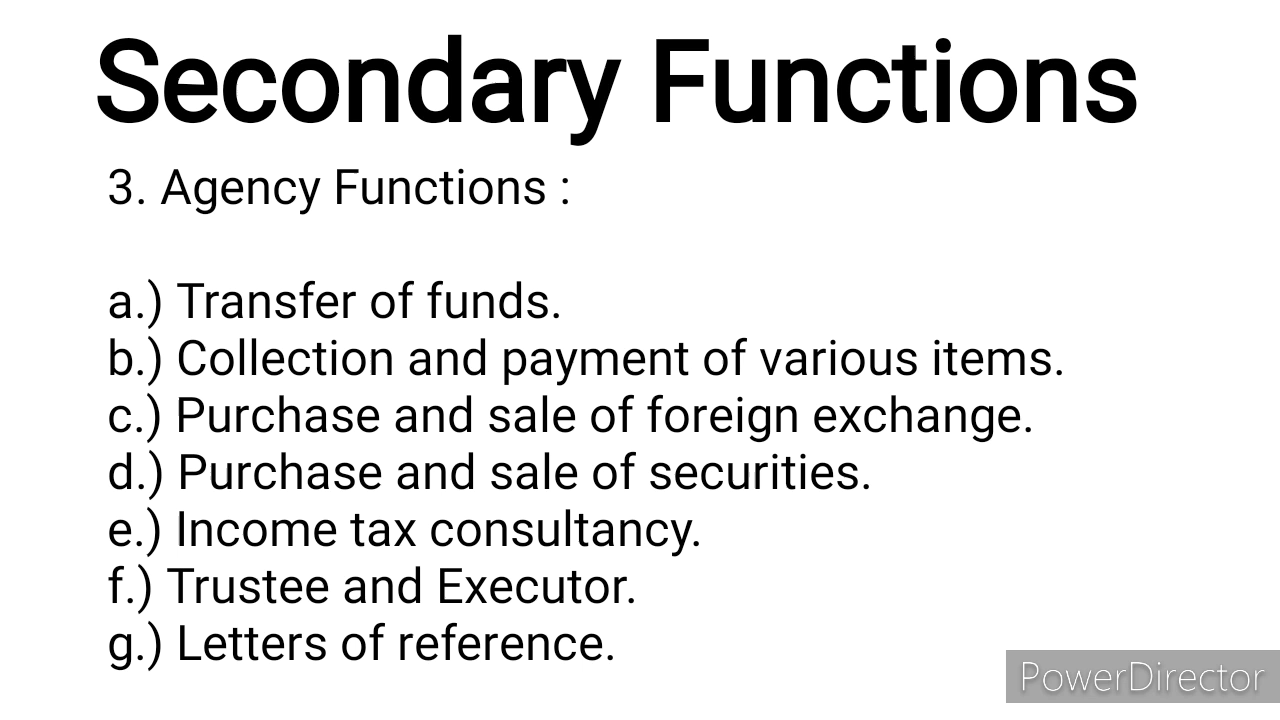 Secondary Functions
3. Agency Functions :
a.) Transfer of funds.
b.) Collection and payment of various items.
c.) Purchase and sale of foreign exchange.
d.) Purchase and sale of securities.
e.) Income tax consultancy.
f.) Trustee and Executor.
g.) Letters of reference.
PowerDirector